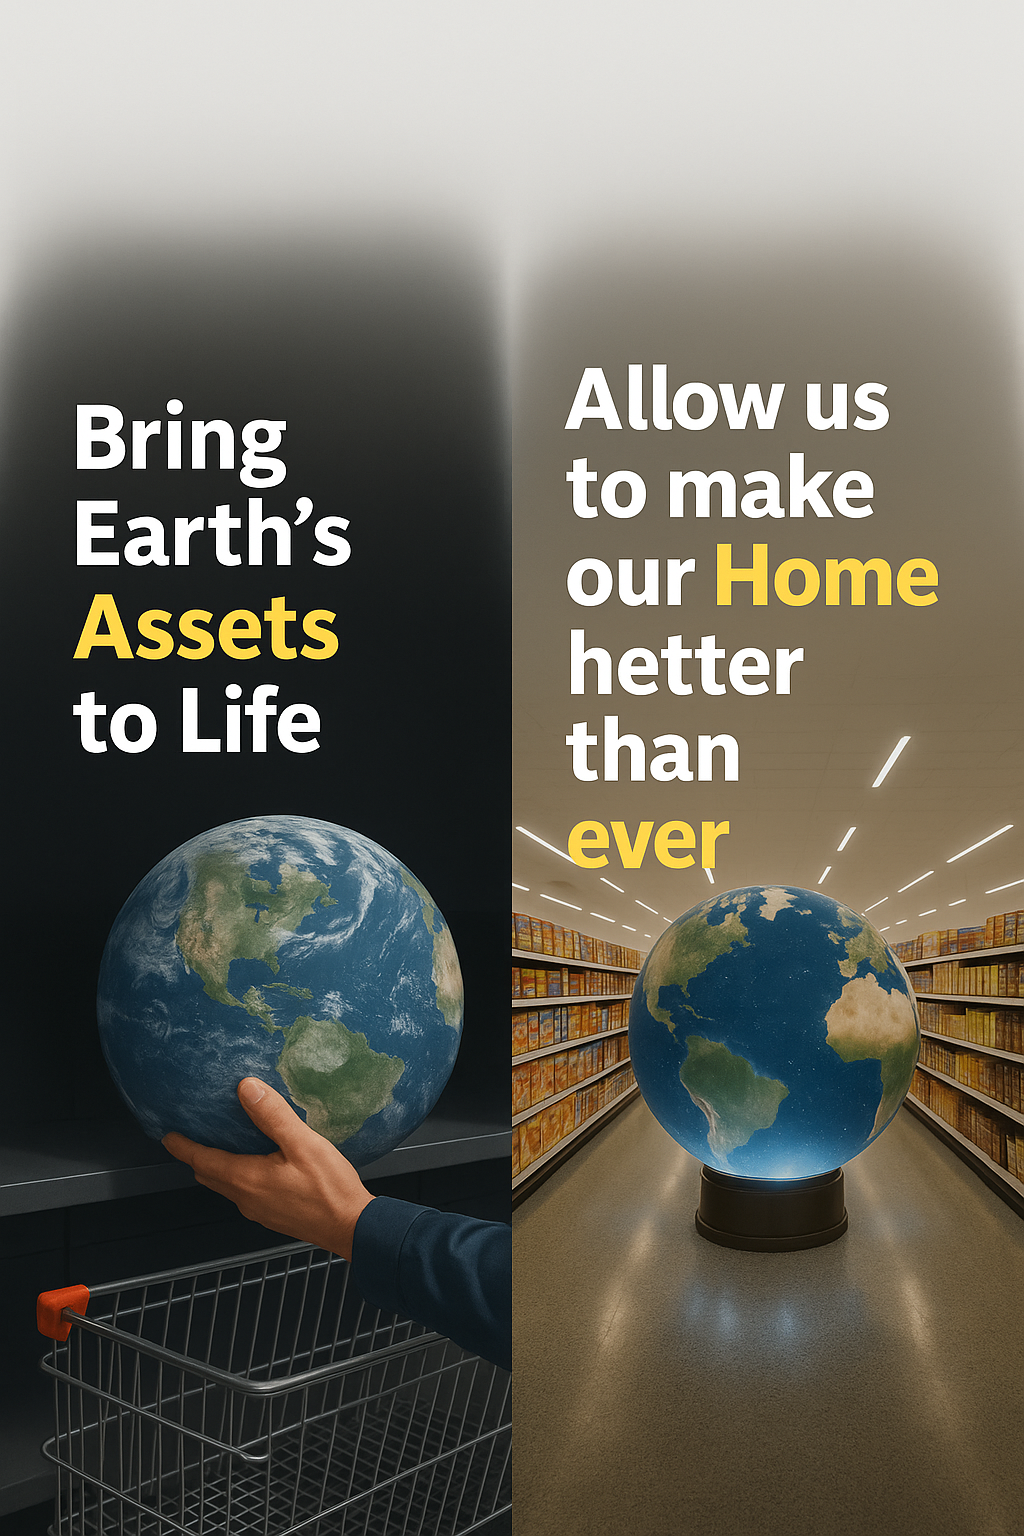 Bring
Earth’s
Assets
to Life
Allow us
to make
our Home
hetter
than
ever